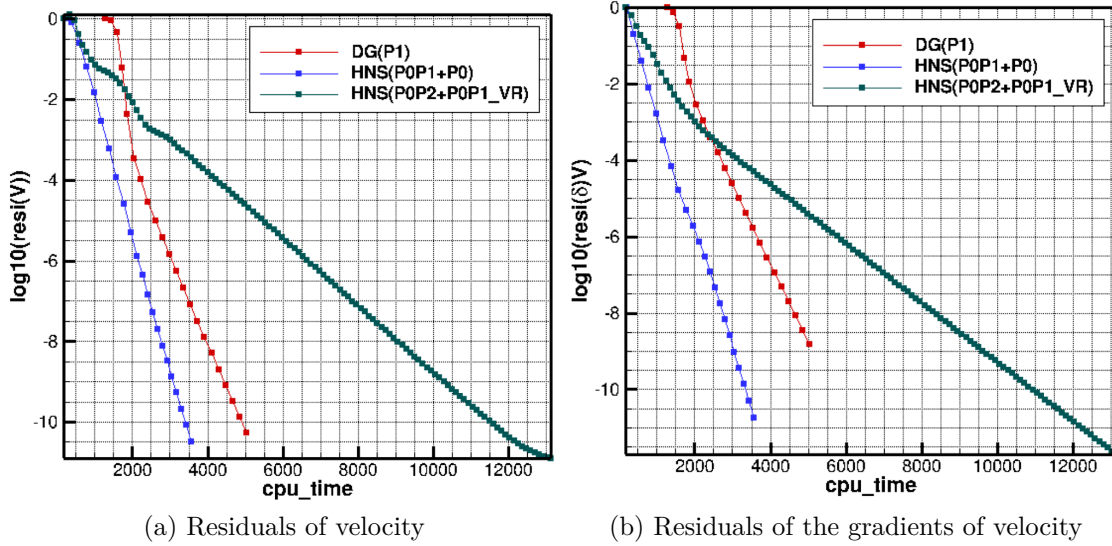 0
-2
-4
-6
-8
-10
log10(resi(V))
DG(P1)
HNS(P0P1+P0)
HNS(P0P2+P0P1_VR)
2000 4000 6000 8000 10000 12000
cpu_time
(a) Residuals of velocity
0
-2
-4
-6
-8
-10
log10(resi(δ)V)
DG(P1)
HNS(P0P1+P0)
HNS(P0P2+P0P1_VR)
2000 4000 6000 8000 10000 12000
cpu_time
(b) Residuals of the gradients of velocity